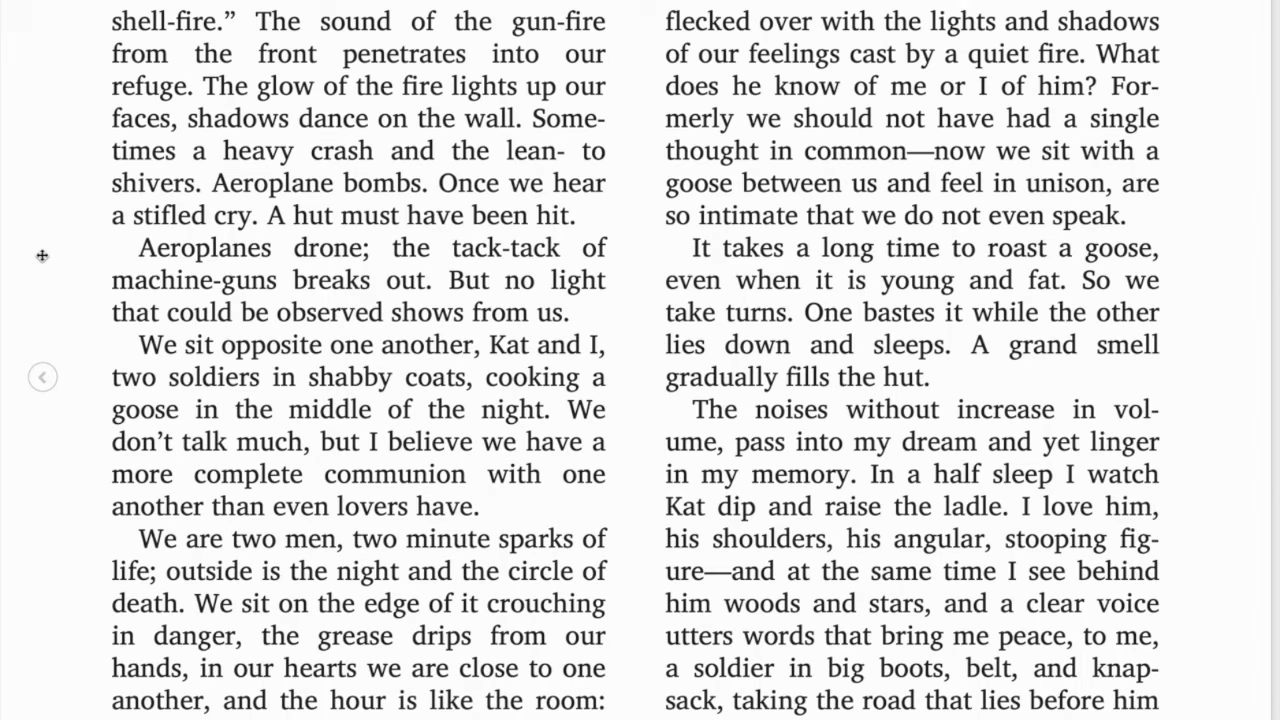 shell-fire.” The sound of the gun-fire
from the front penetrates into our
refuge. The glow of the fire lights up our
faces, shadows dance on the wall. Some-
times a heavy crash and the lean- to
shivers. Aeroplane bombs. Once we hear
a stifled cry. A hut must have been hit.
Aeroplanes drone; the tack-tack of
machine-guns breaks out. But no light
that could be observed shows from us.
We sit opposite one another, Kat and I,
two soldiers in shabby coats, cooking a
goose in the middle of the night. We
don’t talk much, but I believe we have a
more complete communion with one
another than even lovers have.
We are two men, two minute sparks of
life; outside is the night and the circle of
death. We sit on the edge of it crouching
in danger, the grease drips from our
hands, in our hearts we are close to one
another, and the hour is like the room:
flecked over with the lights and shadows
of our feelings cast by a quiet fire. What
does he know of me or I of him? For-
merly we should not have had a single
thought in common—now we sit with a
goose between us and feel in unison, are
so intimate that we do not even speak.
It takes a long time to roast a goose,
even when it is young and fat. So we
take turns. One bastes it while the other
lies down and sleeps. A grand smell
gradually fills the hut.
The noises without increase in vol-
ume, pass into my dream and yet linger
in my memory. In a half sleep I watch
Kat dip and raise the ladle. I love him,
his shoulders, his angular, stooping fig-
ure—and at the same time I see behind
him woods and stars, and a clear voice
utters words that bring me peace, to me,
a soldier in big boots, belt, and knap-
sack, taking the road that lies before him